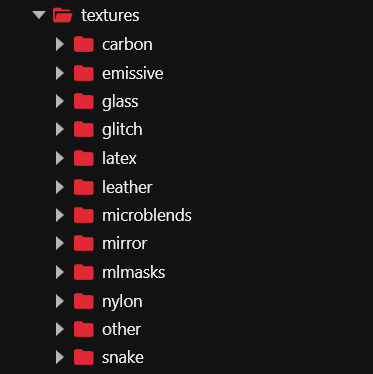 textures
carbon
emissive
glass
glitch
latex
leather
microblends
mirror
mlmasks
nylon
other
snake